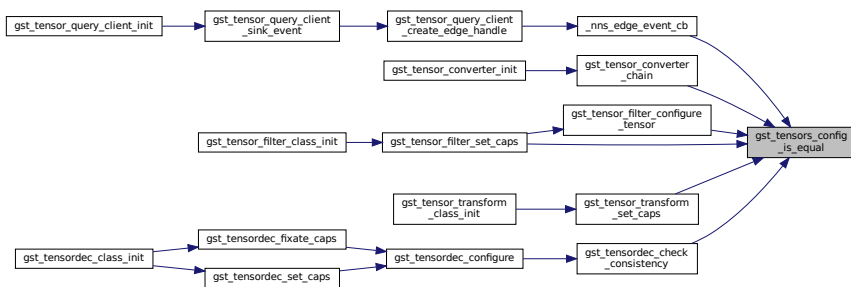 gst_tensor_query_client_init
gst_tensor_query_client
_sink_event
gst_tensor_query_client
_create_edge_handle
_nns_edge_event_cb
gst_tensor_converter_init
gst_tensor_converter
_chain
gst_tensor_filter_configure
_tensor
gst_tensors_config
_is_equal
gst_tensor_filter_class_init
gst_tensor_filter_set_caps
gst_tensor_transform
_class_init
gst_tensor_transform
_set_caps
gst_tensordec_class_init
gst_tensordec_fixate_caps
gst_tensordec_set_caps
gst_tensordec_configure
gst_tensordec_check
_consistency